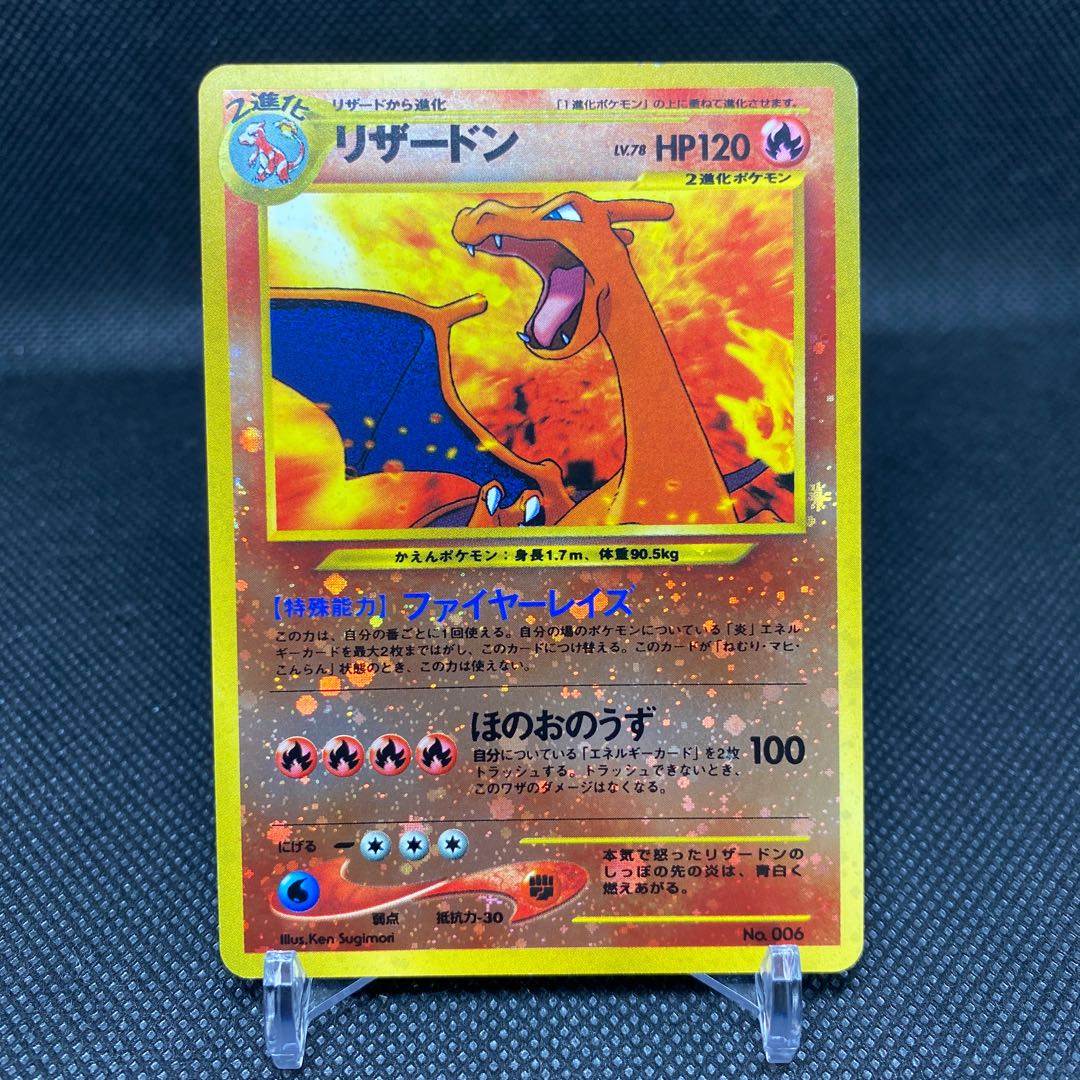 2進化
リザードから進化
「1進化ポケモン」の上に重ねて進化させます。
リザードン
LV.78 HP120
2進化ポケモン
かえんポケモン：身長1.7m、体重90.5kg
【特殊能力】ファイヤーレイズ
この力は、自分の番ごとに1回使える。自分の場のポケモンについている「炎」エネル
ギーカードを最大2枚まではがし、このカードにつけ替える。このカードが「ねむり・マヒ・
こんらん」状態のとき、この力は使えない。
ほのおのうず
自分についている「エネルギーカード」を2枚
トラッシュする。トラッシュできないとき、
このワザのダメージはなくなる。
100
にげる
弱点
抵抗力-30
本気で怒ったリザードンの
しっぽの先の炎は、青白く
燃えあがる。
Illus.Ken Sugimori
No. 006